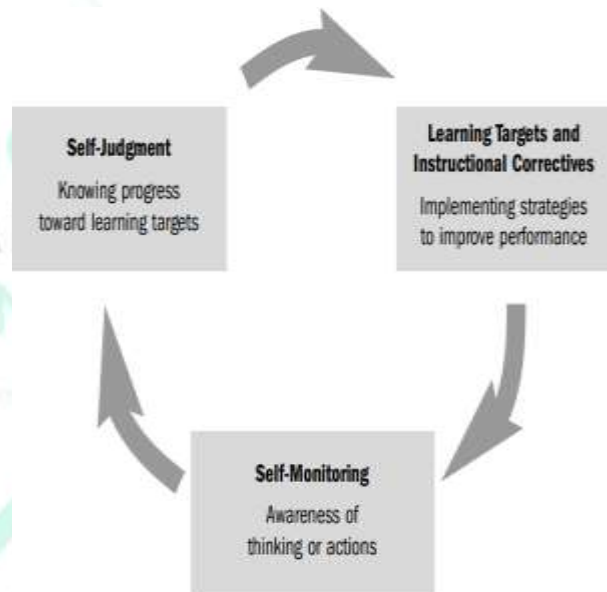 Self-Judgment
Knowing progress
toward learning targets
Learning Targets and
Instructional Correctives
Implementing strategies
to improve performance
Self-Monitoring
Awareness of
thinking or actions